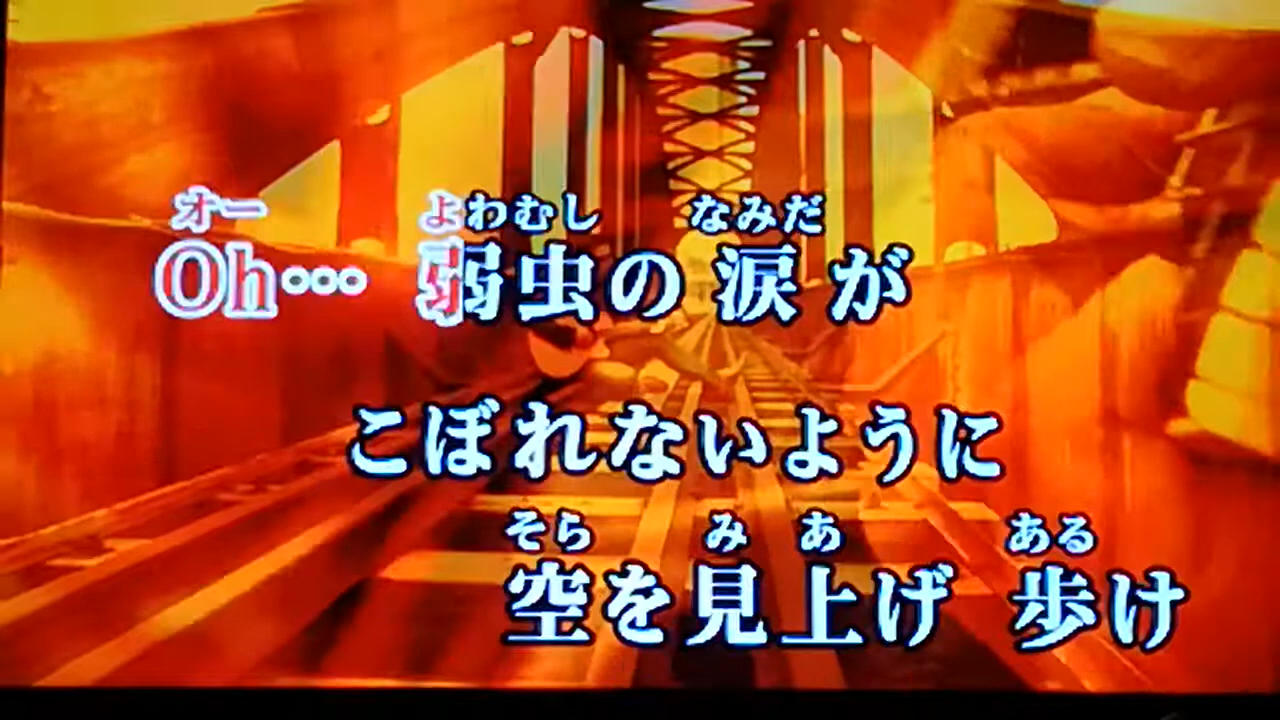 オー よわむし なみだ
Oh… 弱虫の 涙 が
こぼれないように
そら み あ ある
空を見上げ 歩け